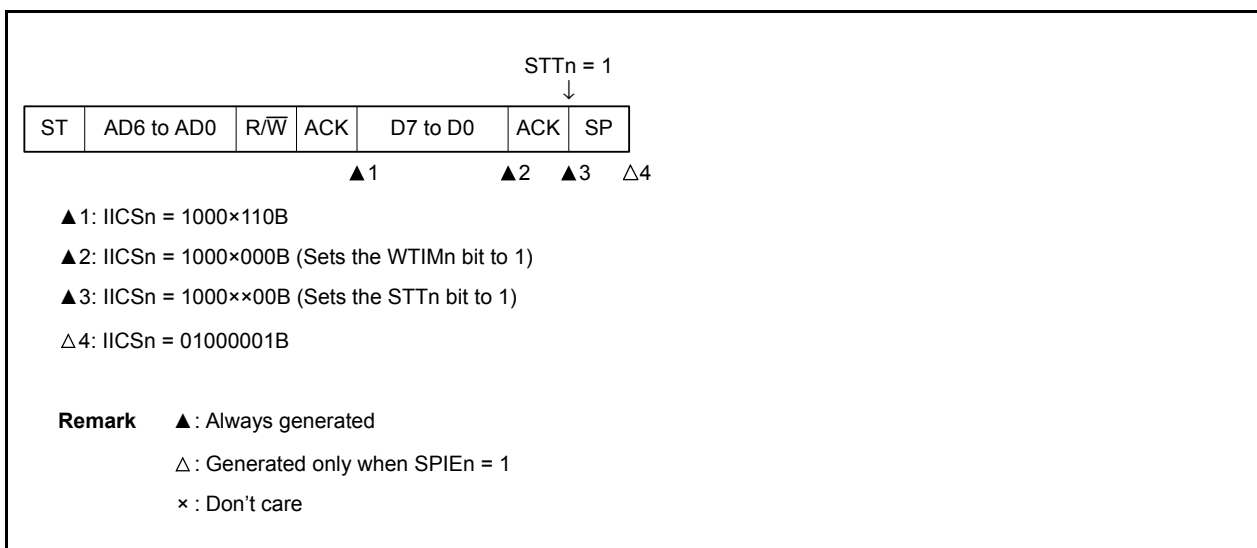 STTn = 1
↓
ST AD6 to AD0 R/W̅ ACK D7 to D0 ACK SP
▲1 ▲2 ▲3 △4
▲1: IICSn = 1000×110B
▲2: IICSn = 1000×000B (Sets the WTIMn bit to 1)
▲3: IICSn = 1000××00B (Sets the STTn bit to 1)
△4: IICSn = 01000001B
Remark ▲: Always generated
△: Generated only when SPIEn = 1
×: Don't care